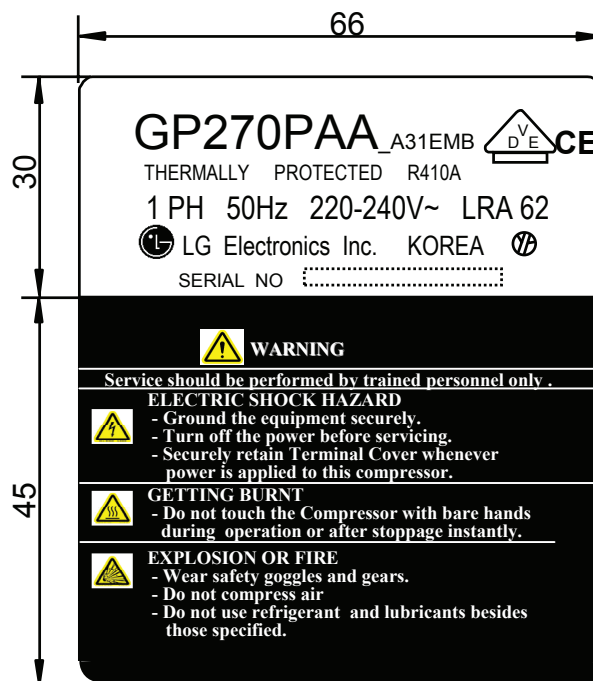 66
30
GP270PAA_A31EMB
D V E
CE
THERMALLY PROTECTED R410A
1 PH 50Hz 220-240V~ LRA 62
LG LG Electronics Inc. KOREA
SERIAL NO
45
WARNING
Service should be performed by trained personnel only .
ELECTRIC SHOCK HAZARD
- Ground the equipment securely.
- Turn off the power before servicing.
- Securely retain Terminal Cover whenever
power is applied to this compressor.
GETTING BURNT
- Do not touch the Compressor with bare hands
during operation or after stoppage instantly.
EXPLOSION OR FIRE
- Wear safety goggles and gears.
- Do not compress air
- Do not use refrigerant and lubricants besides
those specified.